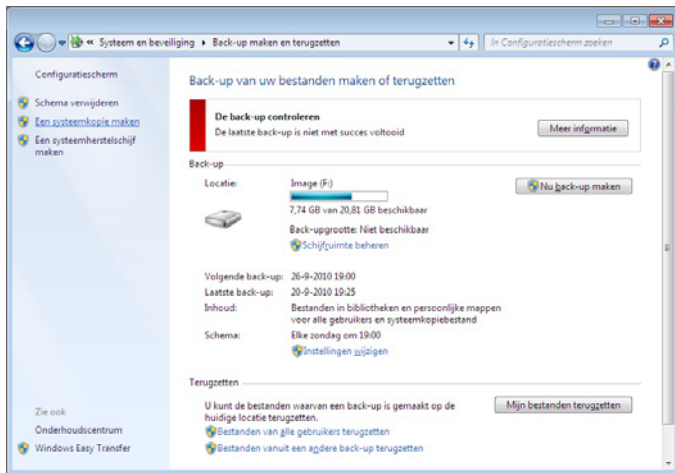 « Systeem en beveiliging ▸ Back-up maken en terugzetten
In Configuratiescherm zoeken
Configuratiescherm
Schema verwijderen
Een systeemkopie maken
Een systeemherstelschijf
maken
Back-up van uw bestanden maken of terugzetten
De back-up controleren
De laatste back-up is niet met succes voltooid
Meer informatie
Back-up
Locatie:
Image (F:)
Nu back-up maken
7,74 GB van 20,81 GB beschikbaar
Back-upgrootte: Niet beschikbaar
Schijfruimte beheren
Volgende back-up: 26-9-2010 19:00
Laatste back-up: 20-9-2010 19:25
Inhoud: Bestanden in bibliotheken en persoonlijke mappen
voor alle gebruikers en systeemkopiebestand
Schema: Elke zondag om 19:00
Instellingen wijzigen
Terugzetten
U kunt de bestanden waarvan een back-up is gemaakt op de
huidige locatie terugzetten.
Mijn bestanden terugzetten
Bestanden van alle gebruikers terugzetten
Bestanden vanuit een andere back-up terugzetten
Zie ook
Onderhoudscentrum
Windows Easy Transfer